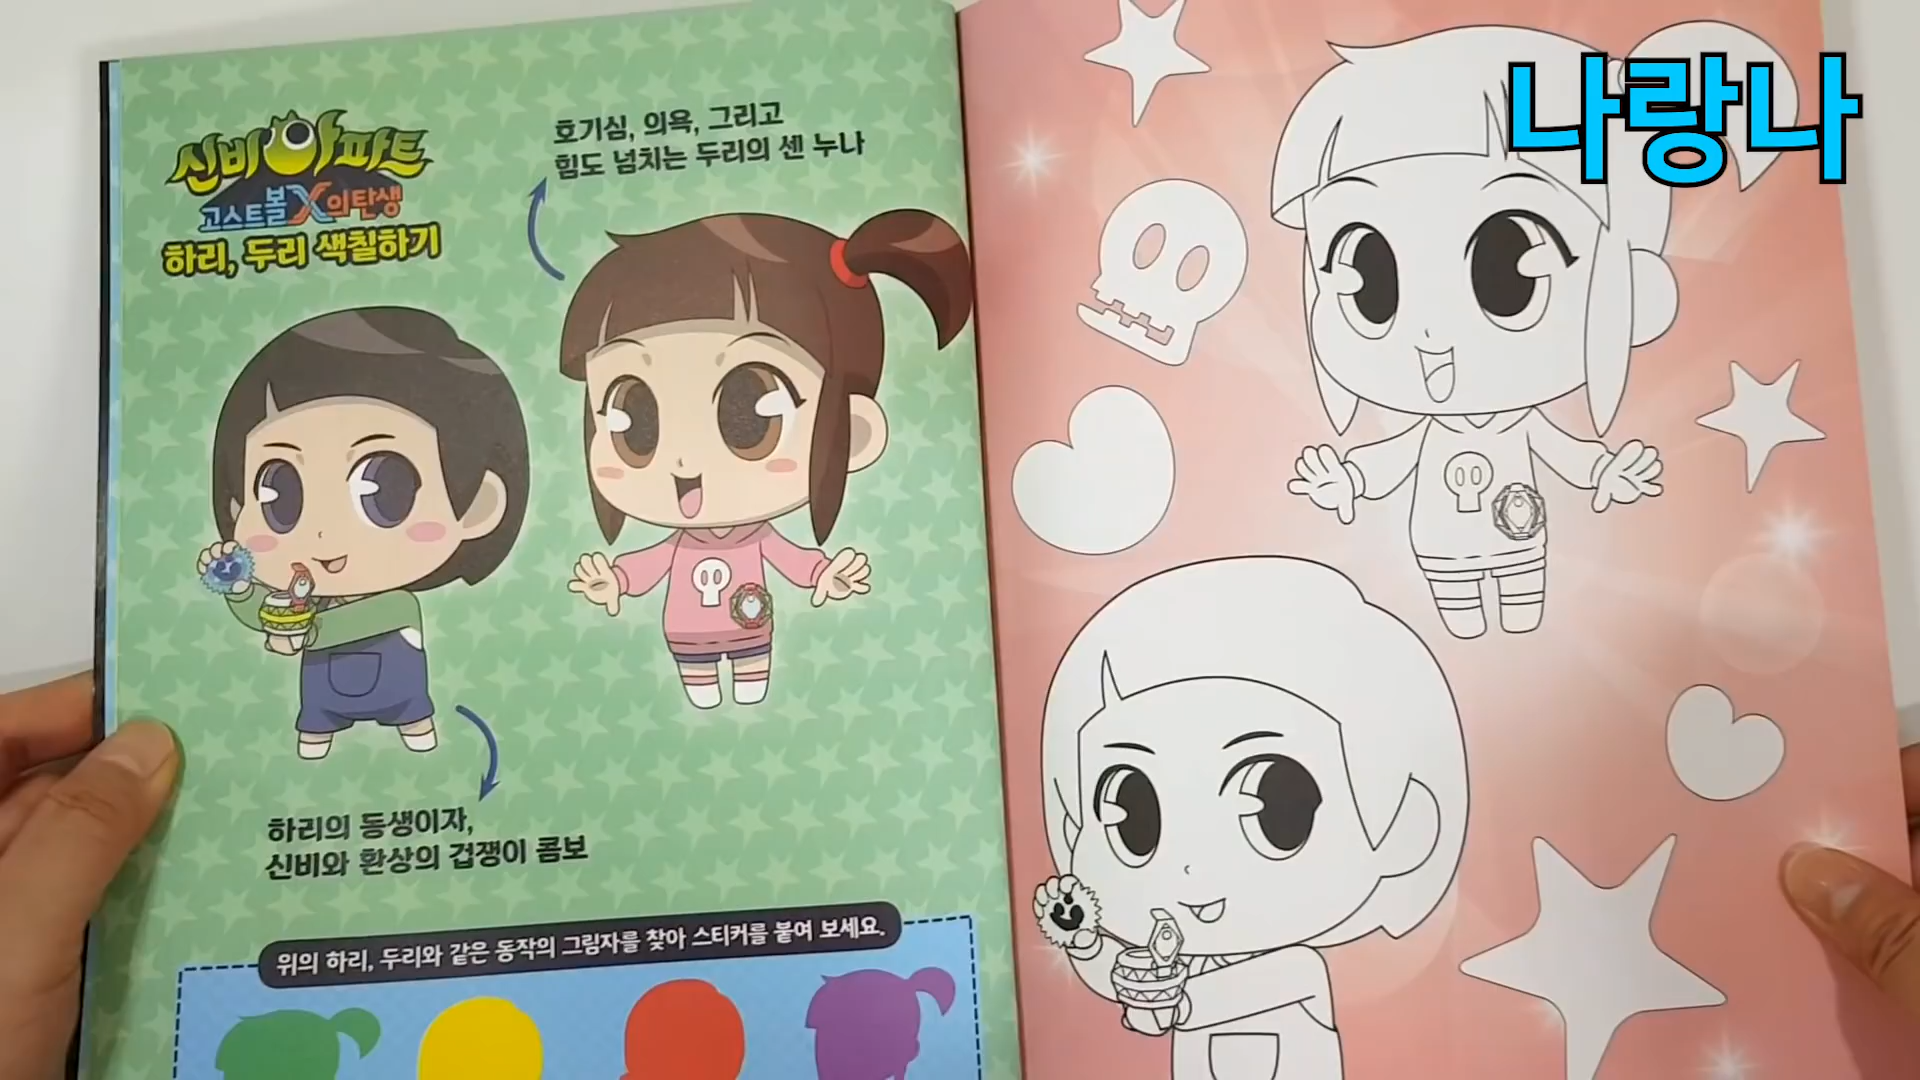 신비아파트
고스트볼X의탄생
하리, 두리 색칠하기
호기심, 의욕, 그리고
힘도 넘치는 두리의 센 누나
하리의 동생이자,
신비와 환상의 겁쟁이 콤보
위의 하리, 두리와 같은 동작의 그림자를 찾아 스티커를 붙여 보세요.
나랑나